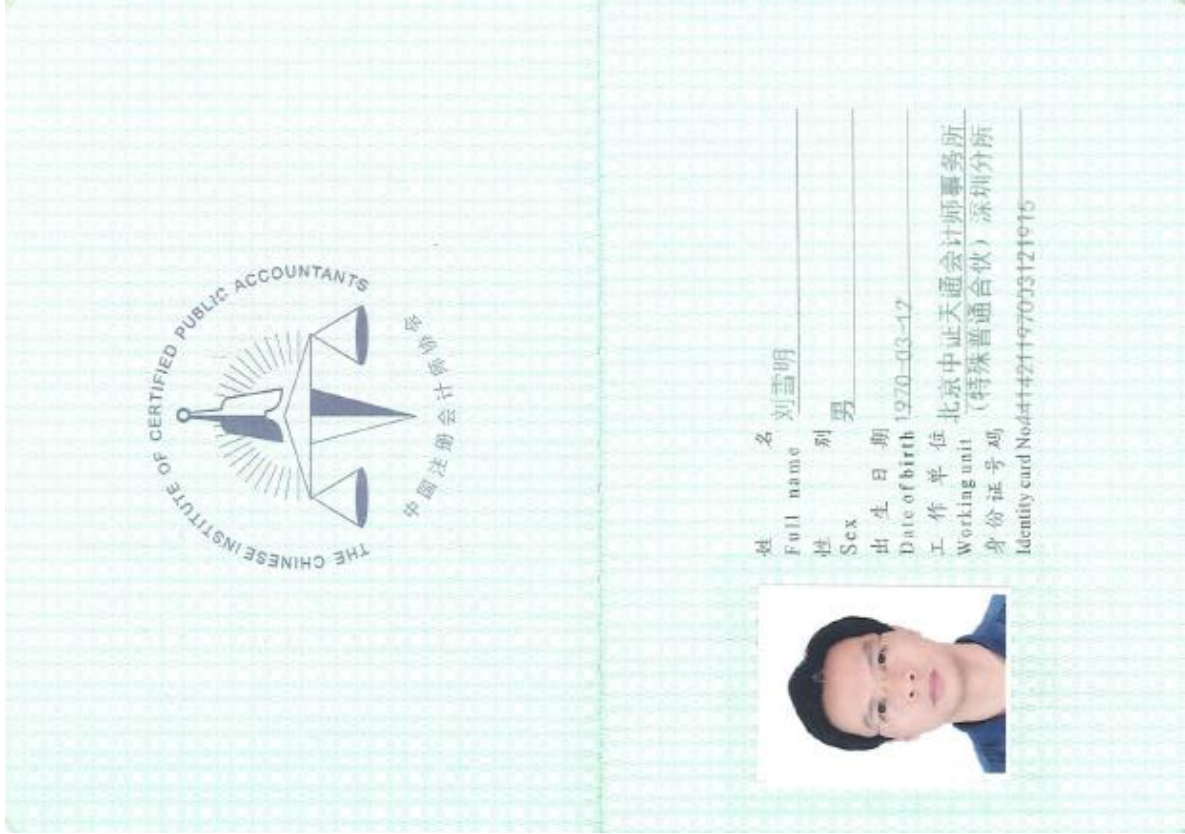 THE CHINESE INSTITUTE OF CERTIFIED PUBLIC ACCOUNTANTS
中国注册会计师协会
姓 名 刘雪明
Full name
性 别 男
Sex
出 生 日 期 1970-03-12
Date of birth
工 作 单 位 北京中证天通会计师事务所
Working unit (特殊普通合伙) 深圳分所
身 份 证 号 码
Identity card No.